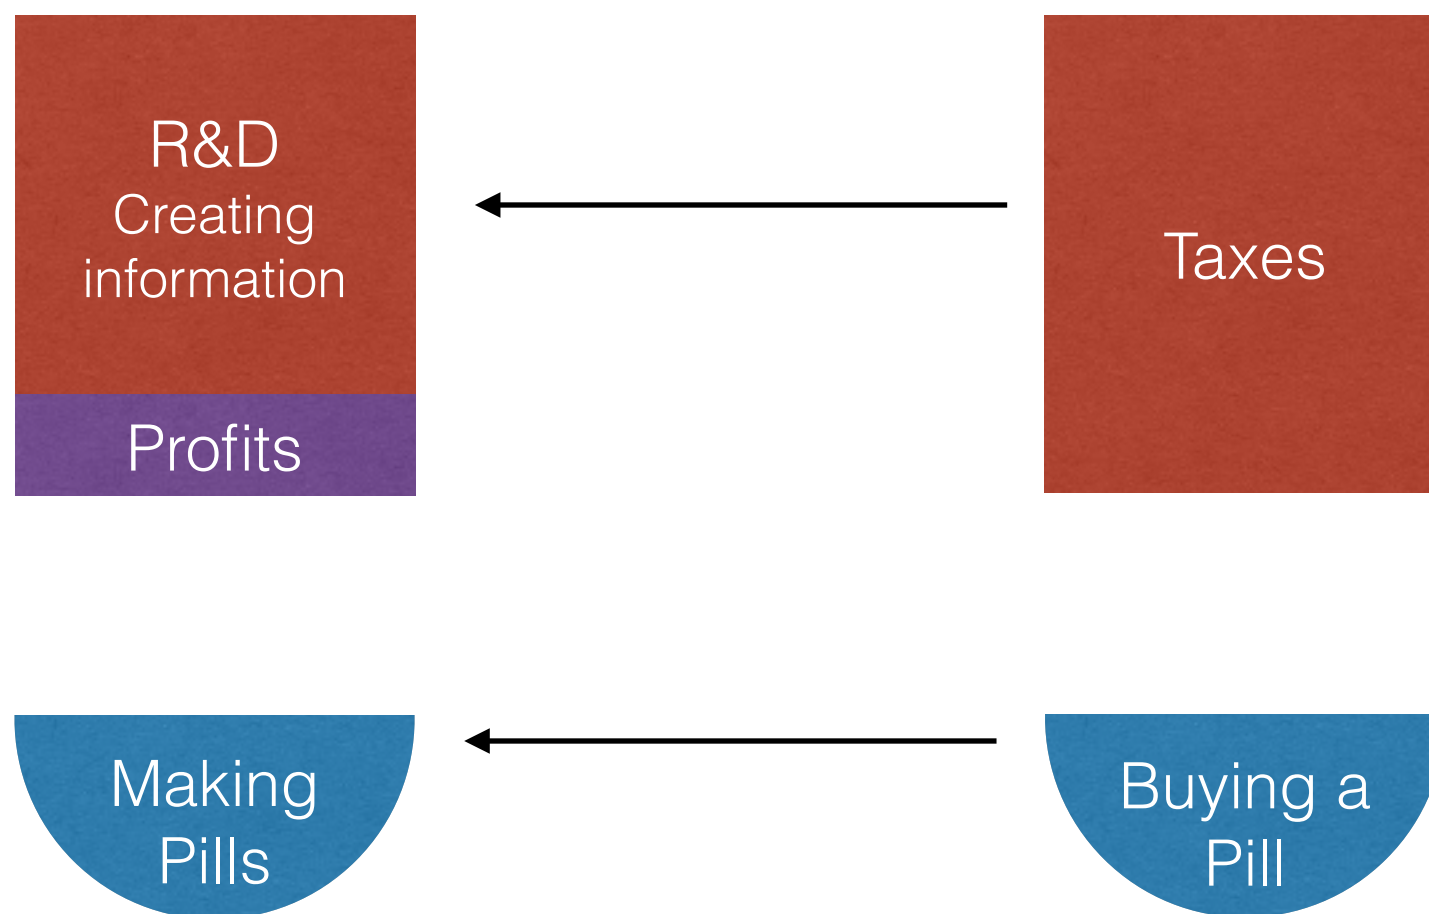 R&D
Creating
information
Profits
Taxes
Making
Pills
Buying a
Pill